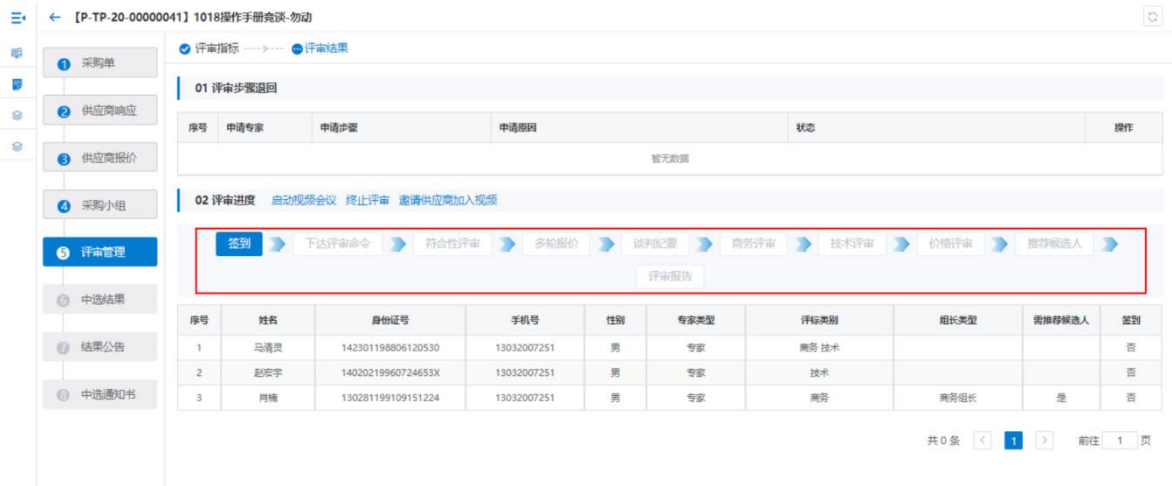 【P-TP-20-00000041】1018操作手册竞谈-勿动
1 采购单
2 供应商响应
3 供应商报价
4 采购小组
5 评审管理
6 中选结果
7 结果公告
8 中选通知书
评审指标 评审结果
01 评审步骤退回
序号 申请专家 申请步骤 申请原因 状态 操作
暂无数据
02 评审进度 启动视频会议 终止评审 邀请供应商加入视频
签到 下达评审命令 符合性评审 多轮报价 谈判纪要 商务评审 技术评审 价格评审 推荐候选人
评审报告
序号 姓名 身份证号 手机号 性别 专家类型 评标类别 组长类型 需推荐候选人 签到
1 马清灵 142301198806120530 13032007251 男 专家 商务 技术 否
2 赵宏宇 14020219960724653X 13032007251 男 专家 技术 否
3 肖楠 130281199109151224 13032007251 男 专家 商务 商务组长 是 否
共 0 条 < 1 > 前往 1 页